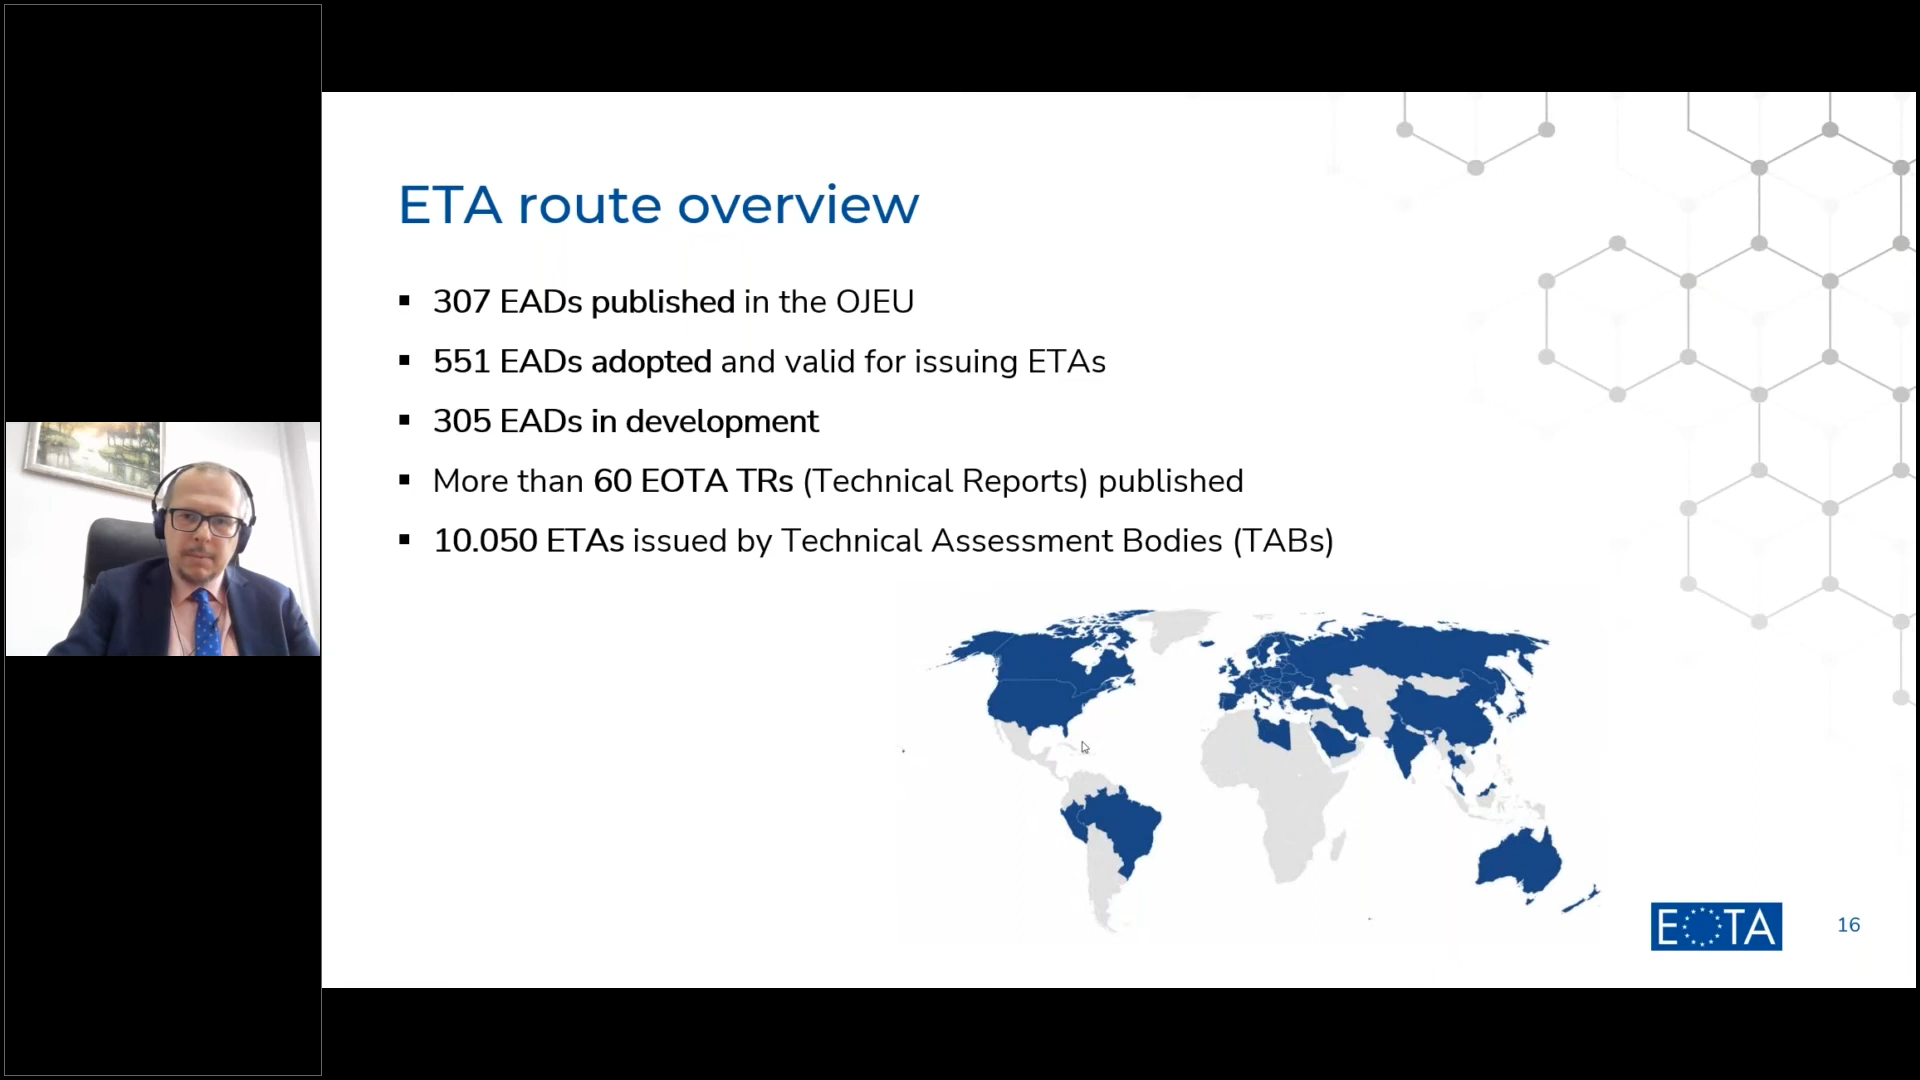 ETA route overview
▪ 307 EADs published in the OJEU
▪ 551 EADs adopted and valid for issuing ETAs
▪ 305 EADs in development
▪ More than 60 EOTA TRs (Technical Reports) published
▪ 10.050 ETAs issued by Technical Assessment Bodies (TABs)
EOTA
16